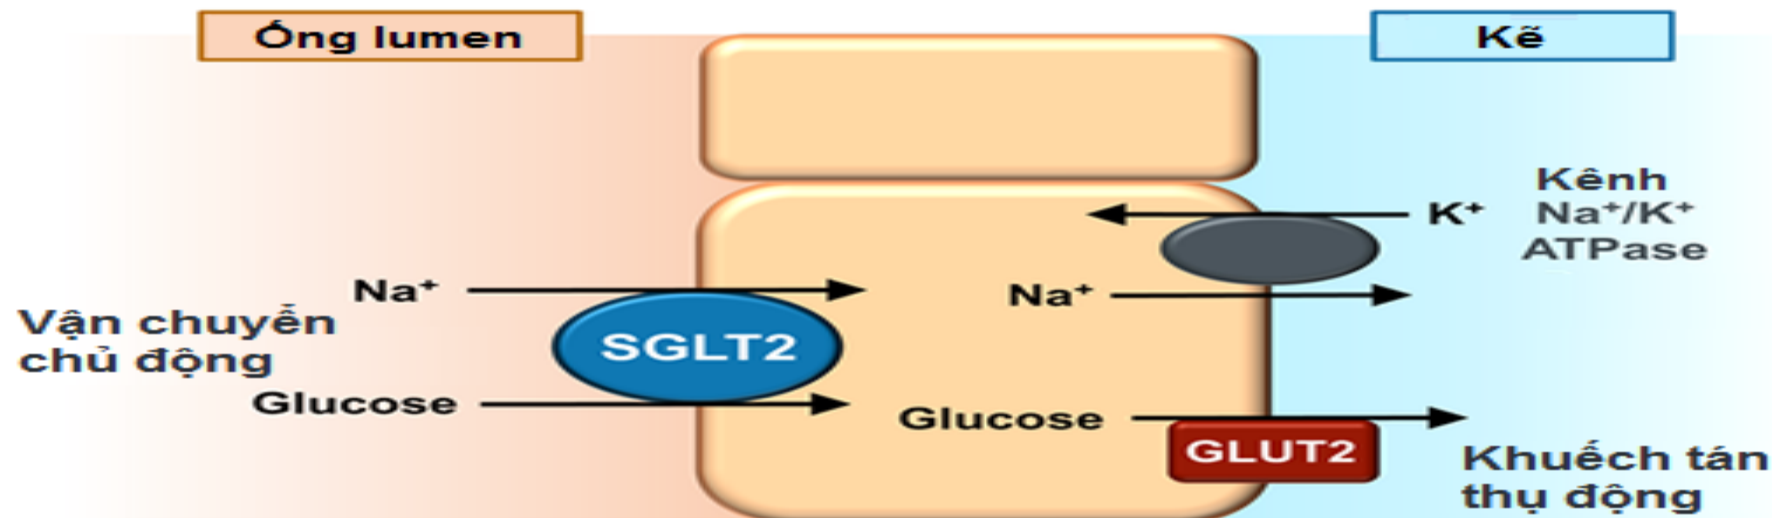 Ống lumen
Kẽ
Kênh
Na⁺/K⁺
ATPase
K⁺
Na⁺
Na⁺
Vận chuyển
chủ động
SGLT2
Glucose
Glucose
GLUT2
Khuếch tán
thụ động